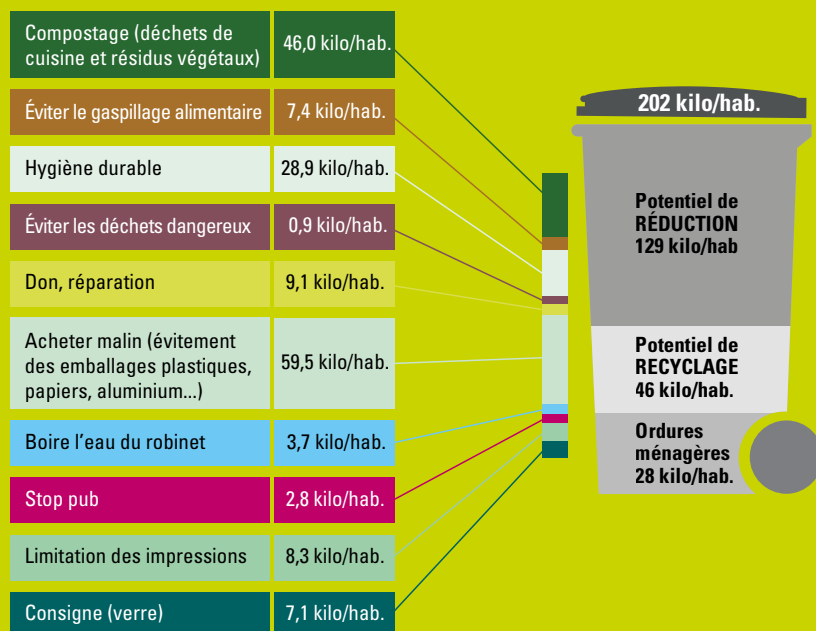 Compostage (déchets de
cuisine et résidus végétaux)
46,0 kilo/hab.
Éviter le gaspillage alimentaire
7,4 kilo/hab.
Hygiène durable
28,9 kilo/hab.
Éviter les déchets dangereux
0,9 kilo/hab.
Don, réparation
9,1 kilo/hab.
Acheter malin (évitement
des emballages plastiques,
papiers, aluminium...)
59,5 kilo/hab.
Boire l'eau du robinet
3,7 kilo/hab.
Stop pub
2,8 kilo/hab.
Limitation des impressions
8,3 kilo/hab.
Consigne (verre)
7,1 kilo/hab.
202 kilo/hab.
Potentiel de
RÉDUCTION
129 kilo/hab
Potentiel de
RECYCLAGE
46 kilo/hab.
Ordures
ménagères
28 kilo/hab.